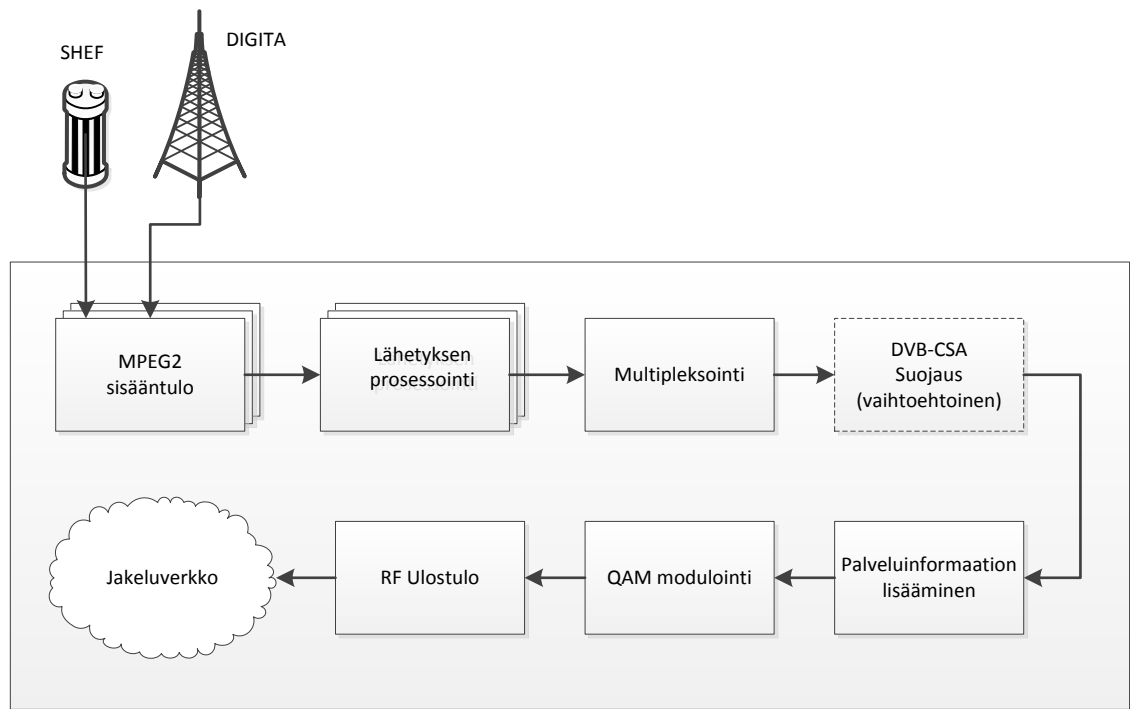 SHEF
DIGITA
MPEG2
sisääntulo
Lähetyksen
prosessointi
Multipleksointi
DVB-CSA
Suojaus
(vaihtoehtoinen)
Jakeluverkko
RF Ulostulo
QAM modulointi
Palveluinformaation
lisääminen